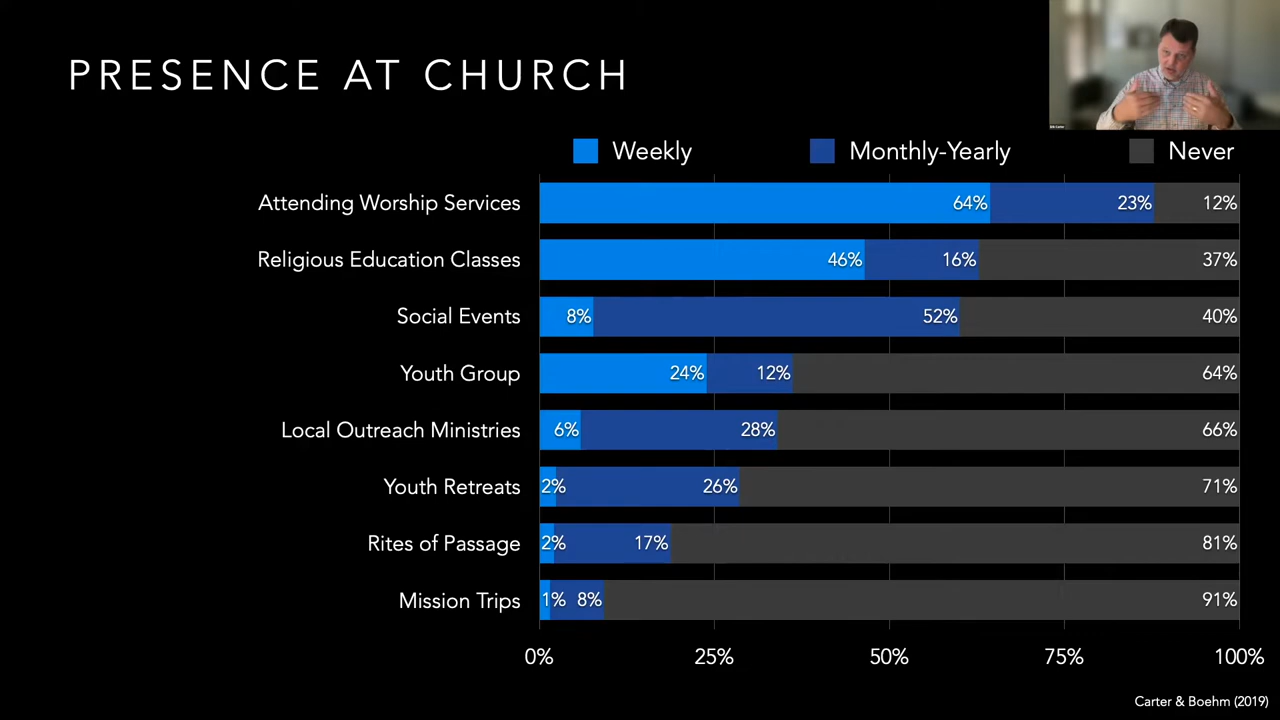 PRESENCE AT CHURCH
Weekly Monthly-Yearly Never
Attending Worship Services 64% 23% 12%
Religious Education Classes 46% 16% 37%
Social Events 8% 52% 40%
Youth Group 24% 12% 64%
Local Outreach Ministries 6% 28% 66%
Youth Retreats 2% 26% 71%
Rites of Passage 2% 17% 81%
Mission Trips 1% 8% 91%
0% 25% 50% 75% 100%
Carter & Boehm (2019)